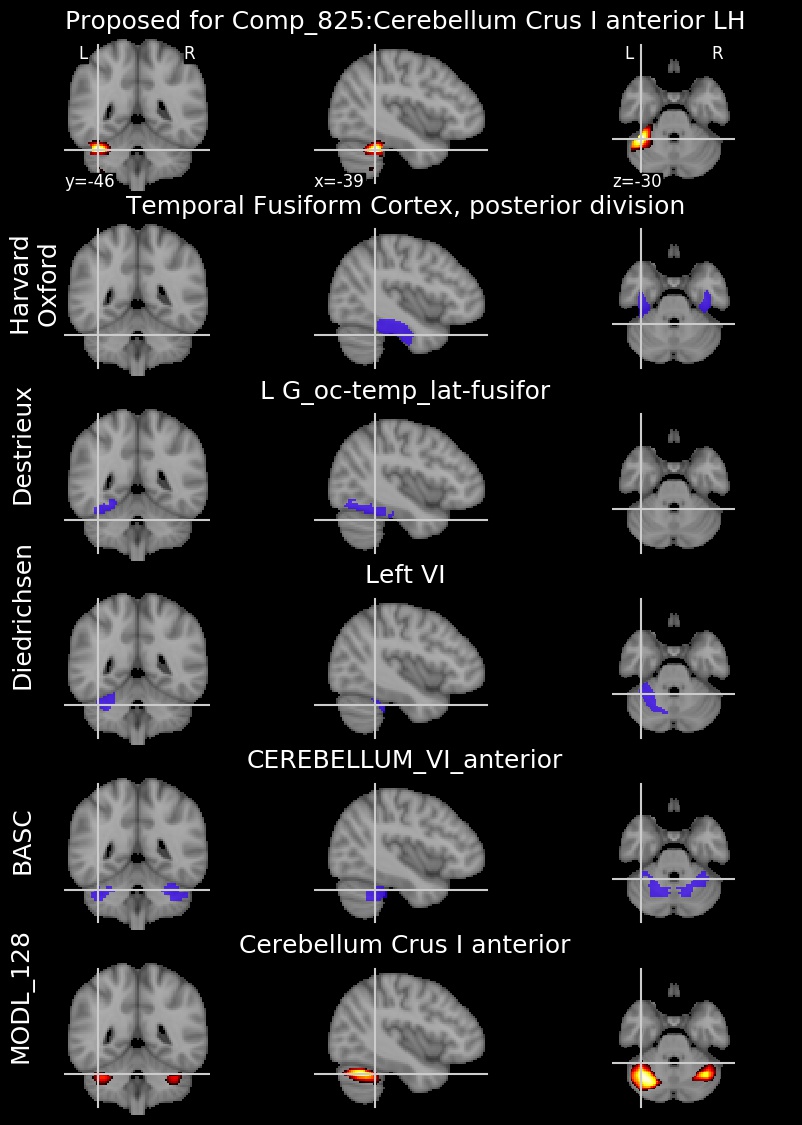 Proposed for Comp_825:Cerebellum Crus I anterior LH
L R
L R
y=-46
x=-39
z=-30
Temporal Fusiform Cortex, posterior division
Harvard
Oxford
L G_oc-temp_lat-fusifor
Destrieux
Left VI
Diedrichsen
CEREBELLUM_VI_anterior
BASC
Cerebellum Crus I anterior
MODL_128